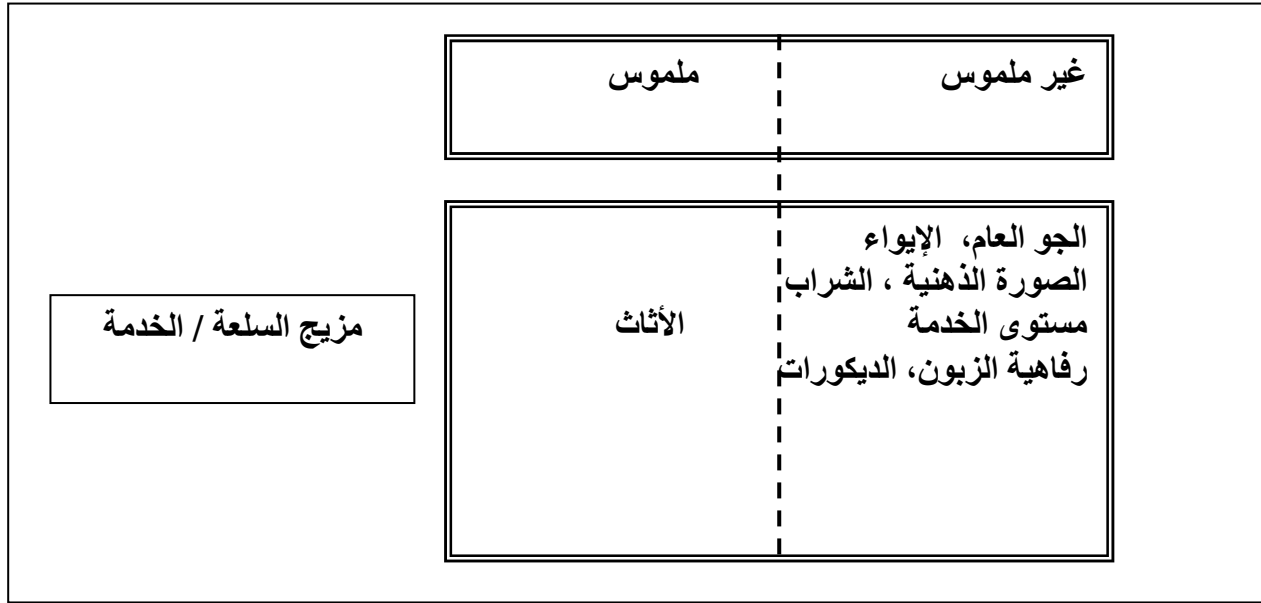 غير ملموس
ملموس
الجو العام، الإيواء
الصورة الذهنية ، الشراب
مستوى الخدمة
رفاهية الزبون، الديكورات
الأثاث
مزيج السلعة / الخدمة